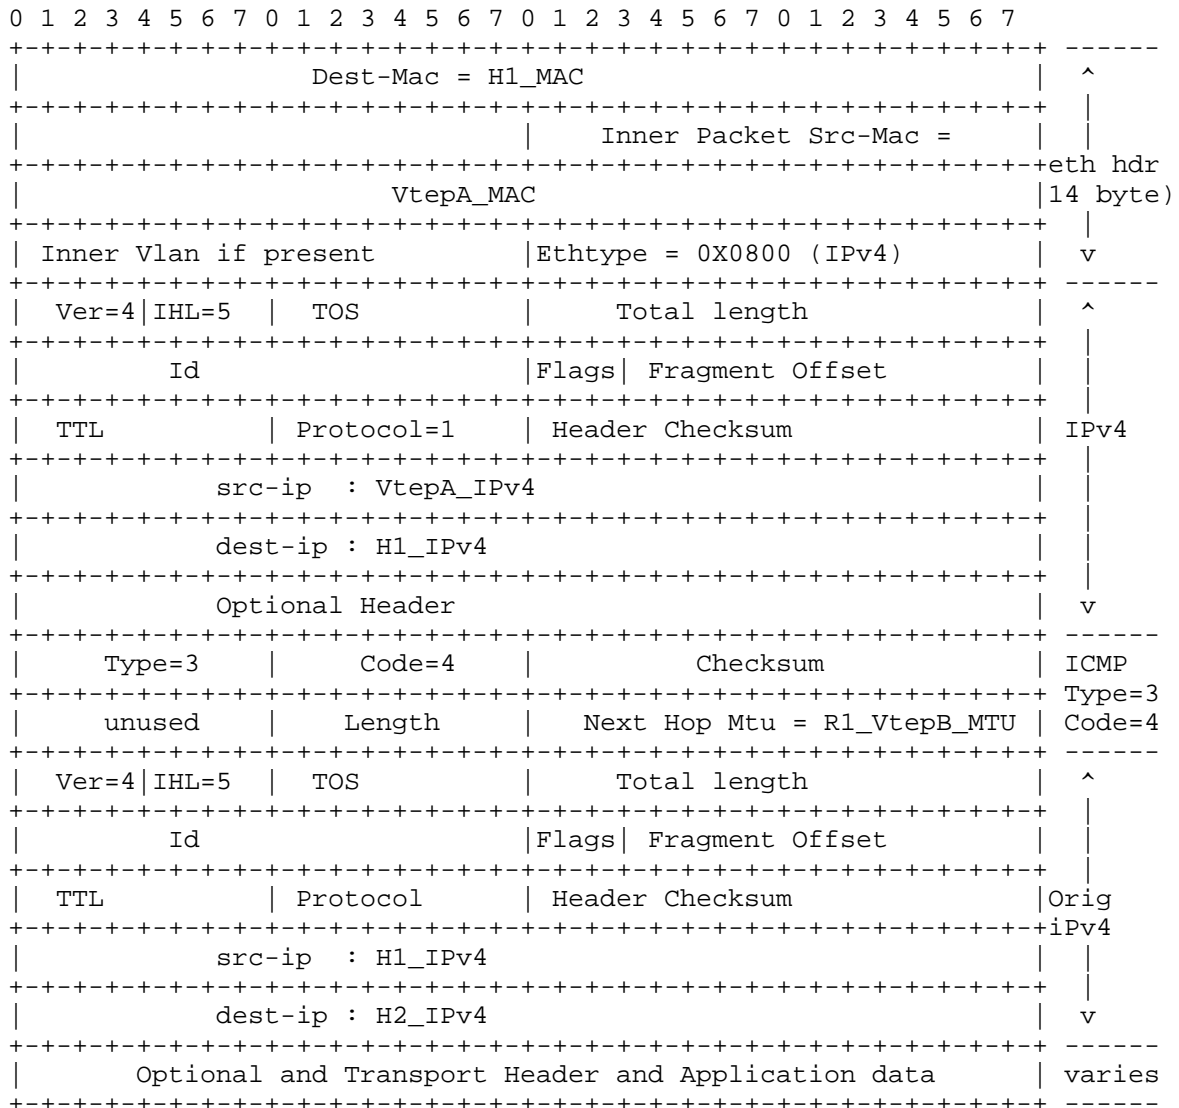 0 1 2 3 4 5 6 7 0 1 2 3 4 5 6 7 0 1 2 3 4 5 6 7 0 1 2 3 4 5 6 7
+-+-+-+-+-+-+-+-+-+-+-+-+-+-+-+-+-+-+-+-+-+-+-+-+-+-+-+-+-+-+-+-+ ------
|                  Dest-Mac = H1_MAC                            |  ^
+-+-+-+-+-+-+-+-+-+-+-+-+-+-+-+-+-+-+-+-+-+-+-+-+-+-+-+-+-+-+-+-+  |
|                               |    Inner Packet Src-Mac =     |  |
+-+-+-+-+-+-+-+-+-+-+-+-+-+-+-+-+-+-+-+-+-+-+-+-+-+-+-+-+-+-+-+-+eth hdr
|                       VtepA_MAC                               |14 byte)
+-+-+-+-+-+-+-+-+-+-+-+-+-+-+-+-+-+-+-+-+-+-+-+-+-+-+-+-+-+-+-+-+  |
| Inner Vlan if present         |Ethtype = 0X0800 (IPv4)        |  v
+-+-+-+-+-+-+-+-+-+-+-+-+-+-+-+-+-+-+-+-+-+-+-+-+-+-+-+-+-+-+-+-+ ------
|  Ver=4|IHL=5  |  TOS          |     Total length              |  ^
+-+-+-+-+-+-+-+-+-+-+-+-+-+-+-+-+-+-+-+-+-+-+-+-+-+-+-+-+-+-+-+-+  |
|         Id                    |Flags| Fragment Offset         |  |
+-+-+-+-+-+-+-+-+-+-+-+-+-+-+-+-+-+-+-+-+-+-+-+-+-+-+-+-+-+-+-+-+  |
|  TTL          | Protocol=1    | Header Checksum               | IPv4
+-+-+-+-+-+-+-+-+-+-+-+-+-+-+-+-+-+-+-+-+-+-+-+-+-+-+-+-+-+-+-+-+  |
|            src-ip  : VtepA_IPv4                               |  |
+-+-+-+-+-+-+-+-+-+-+-+-+-+-+-+-+-+-+-+-+-+-+-+-+-+-+-+-+-+-+-+-+  |
|            dest-ip : H1_IPv4                                  |  |
+-+-+-+-+-+-+-+-+-+-+-+-+-+-+-+-+-+-+-+-+-+-+-+-+-+-+-+-+-+-+-+-+  |
|            Optional Header                                    |  v
+-+-+-+-+-+-+-+-+-+-+-+-+-+-+-+-+-+-+-+-+-+-+-+-+-+-+-+-+-+-+-+-+ ------
|     Type=3    |     Code=4    |          Checksum             | ICMP
+-+-+-+-+-+-+-+-+-+-+-+-+-+-+-+-+-+-+-+-+-+-+-+-+-+-+-+-+-+-+-+-+ Type=3
|     unused    |    Length     |   Next Hop Mtu = R1_VtepB_MTU | Code=4
+-+-+-+-+-+-+-+-+-+-+-+-+-+-+-+-+-+-+-+-+-+-+-+-+-+-+-+-+-+-+-+-+ ------
|  Ver=4|IHL=5  |  TOS          |     Total length              |  ^
+-+-+-+-+-+-+-+-+-+-+-+-+-+-+-+-+-+-+-+-+-+-+-+-+-+-+-+-+-+-+-+-+  |
|         Id                    |Flags| Fragment Offset         |  |
+-+-+-+-+-+-+-+-+-+-+-+-+-+-+-+-+-+-+-+-+-+-+-+-+-+-+-+-+-+-+-+-+  |
|  TTL          | Protocol      | Header Checksum               |Orig
+-+-+-+-+-+-+-+-+-+-+-+-+-+-+-+-+-+-+-+-+-+-+-+-+-+-+-+-+-+-+-+-+iPv4
|            src-ip  : H1_IPv4                                  |  |
+-+-+-+-+-+-+-+-+-+-+-+-+-+-+-+-+-+-+-+-+-+-+-+-+-+-+-+-+-+-+-+-+  |
|            dest-ip : H2_IPv4                                  |  v
+-+-+-+-+-+-+-+-+-+-+-+-+-+-+-+-+-+-+-+-+-+-+-+-+-+-+-+-+-+-+-+-+ ------
|       Optional and Transport Header and Application data      | varies
+-+-+-+-+-+-+-+-+-+-+-+-+-+-+-+-+-+-+-+-+-+-+-+-+-+-+-+-+-+-+-+-+ ------